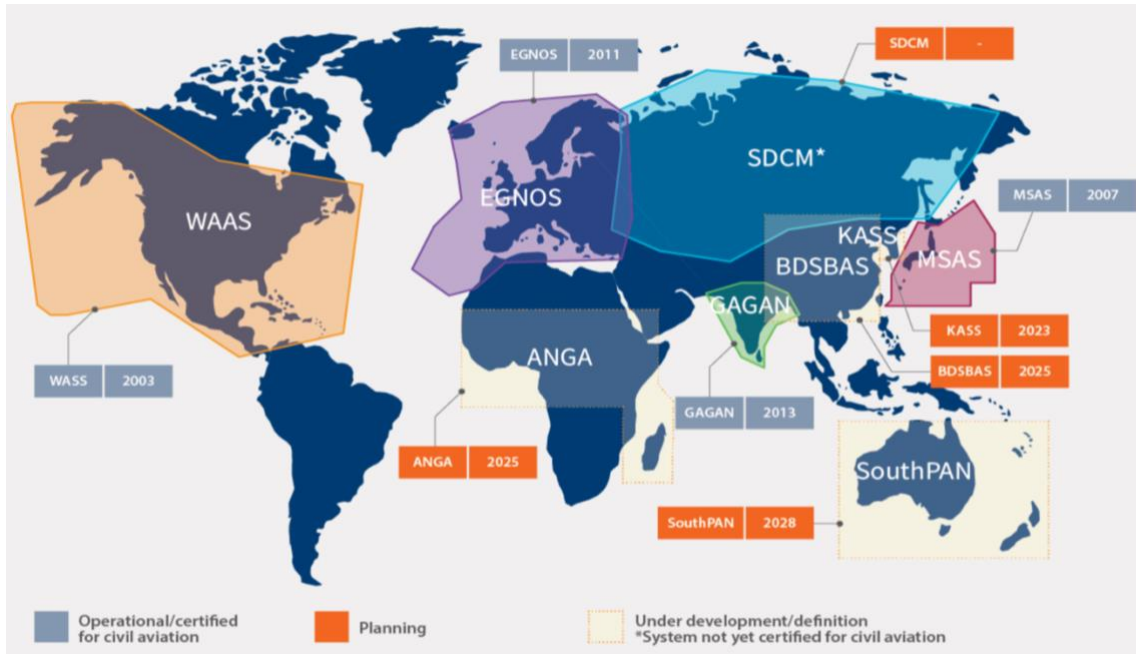 EGNOS 2011
SDCM -
SDCM*
MSAS 2007
WAAS
EGNOS
KASS
BDSBAS
MSAS
GAGAN
KASS 2023
ANGA
BDSBAS 2025
WASS 2003
GAGAN 2013
ANGA 2025
SouthPAN
SouthPAN 2028
Operational/certified
for civil aviation
Planning
Under development/definition
*System not yet certified for civil aviation